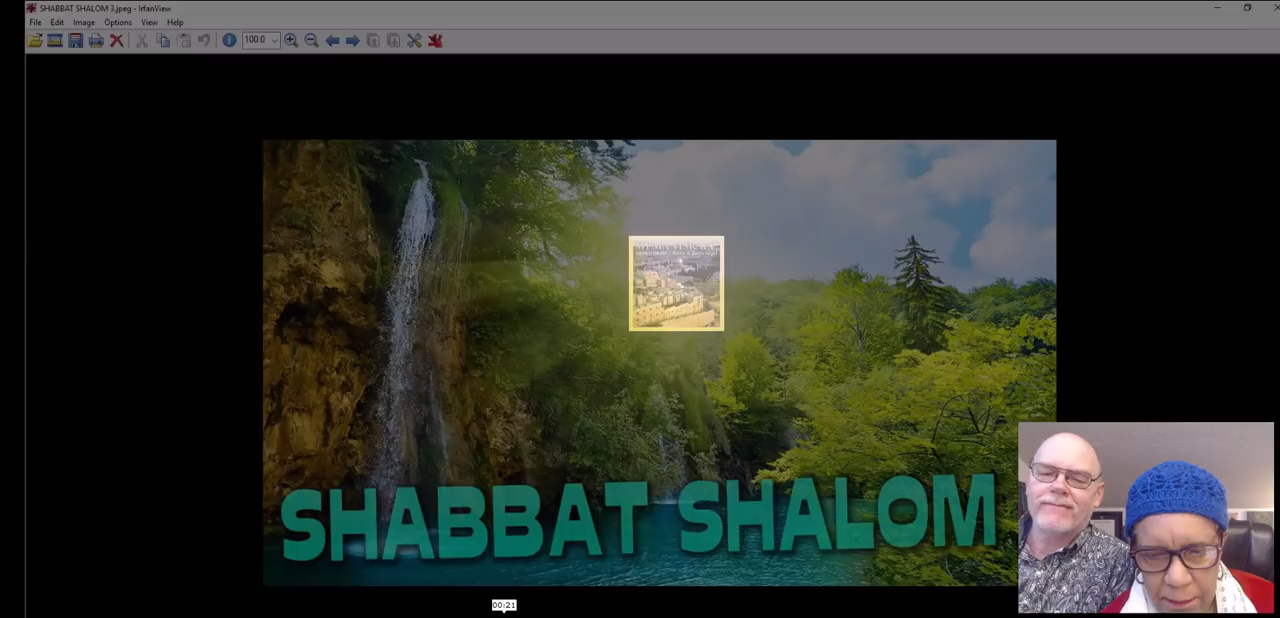 SHABBAT SHALOM 3.jpeg - IrfanView
File Edit Image Options View Help
100.0
SHABBAT SHALOM
00:21